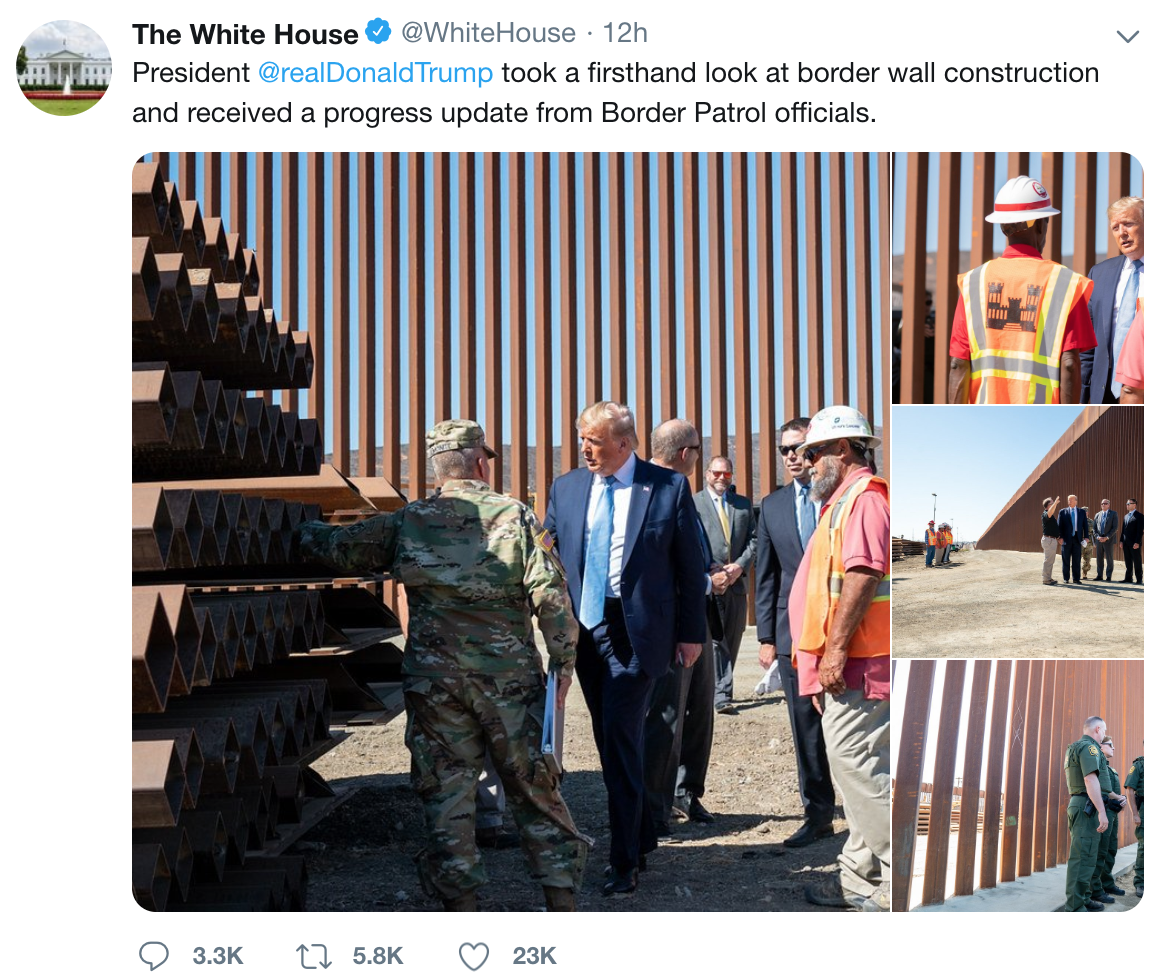 The White House @WhiteHouse · 12h
President @realDonaldTrump took a firsthand look at border wall construction
and received a progress update from Border Patrol officials.
3.3K 5.8K 23K